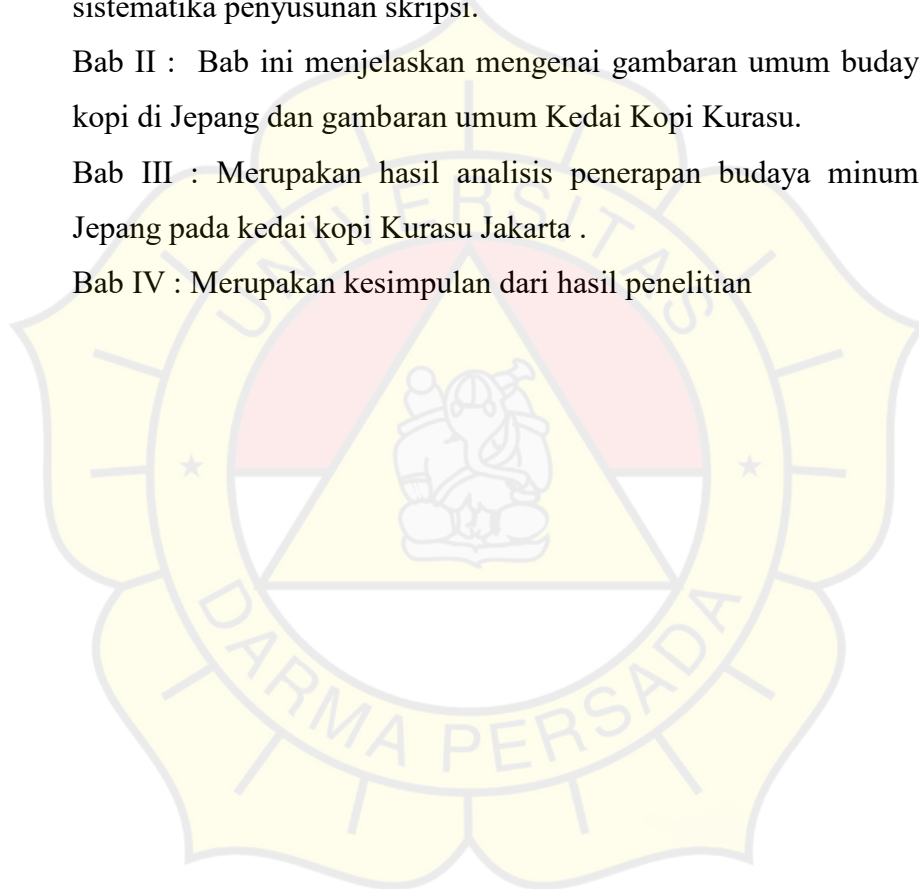 sistematika penyusunan skripsi.
Bab II : Bab ini menjelaskan mengenai gambaran umum buday
kopi di Jepang dan gambaran umum Kedai Kopi Kurasu.
Bab III : Merupakan hasil analisis penerapan budaya minum
Jepang pada kedai kopi Kurasu Jakarta .
Bab IV : Merupakan kesimpulan dari hasil penelitian
UNIVERSITAS
DARMA PERSADA